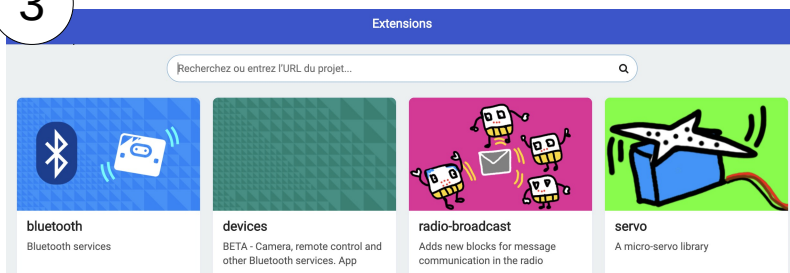 3
Extensions
Recherchez ou entrez l'URL du projet...
bluetooth
Bluetooth services
devices
BETA - Camera, remote control and
other Bluetooth services. App
radio-broadcast
Adds new blocks for message
communication in the radio
servo
A micro-servo library